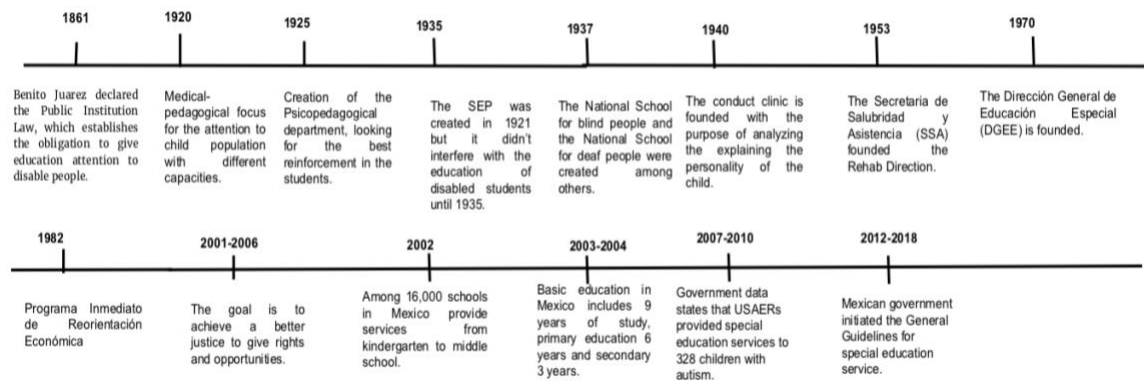 1861
Benito Juarez declared
the Public Institution
Law, which establishes
the obligation to give
education attention to
disable people.
1920
Medical-
pedagogical focus
for the attention to
child population
with different
capacities.
1925
Creation of the
Psicopedagogical
department, looking
for the best
reinforcement in the
students.
1935
The SEP was
created in 1921
but it didn't
interfere with the
education of
disabled students
until 1935.
1937
The National School
for blind people and
the National School
for deaf people were
created among
others.
1940
The conduct clinic is
founded with the
purpose of analyzing
the explaining the
personality of the
child.
1953
The Secretaria de
Salubridad y
Asistencia (SSA)
founded the
Rehab Direction.
1970
The Dirección General de
Educación Especial
(DGEE) is founded.
1982
Programa Inmediato
de Reorientación
Económica
2001-2006
The goal is to
achieve a better
justice to give rights
and opportunities.
2002
Among 16,000 schools
in Mexico provide
services from
kindergarten to middle
school.
2003-2004
Basic education in
Mexico includes 9
years of study,
primary education 6
years and secondary
3 years.
2007-2010
Government data
states that USAERs
provided special
education services to
328 children with
autism.
2012-2018
Mexican government
initiated the General
Guidelines for
special education
service.